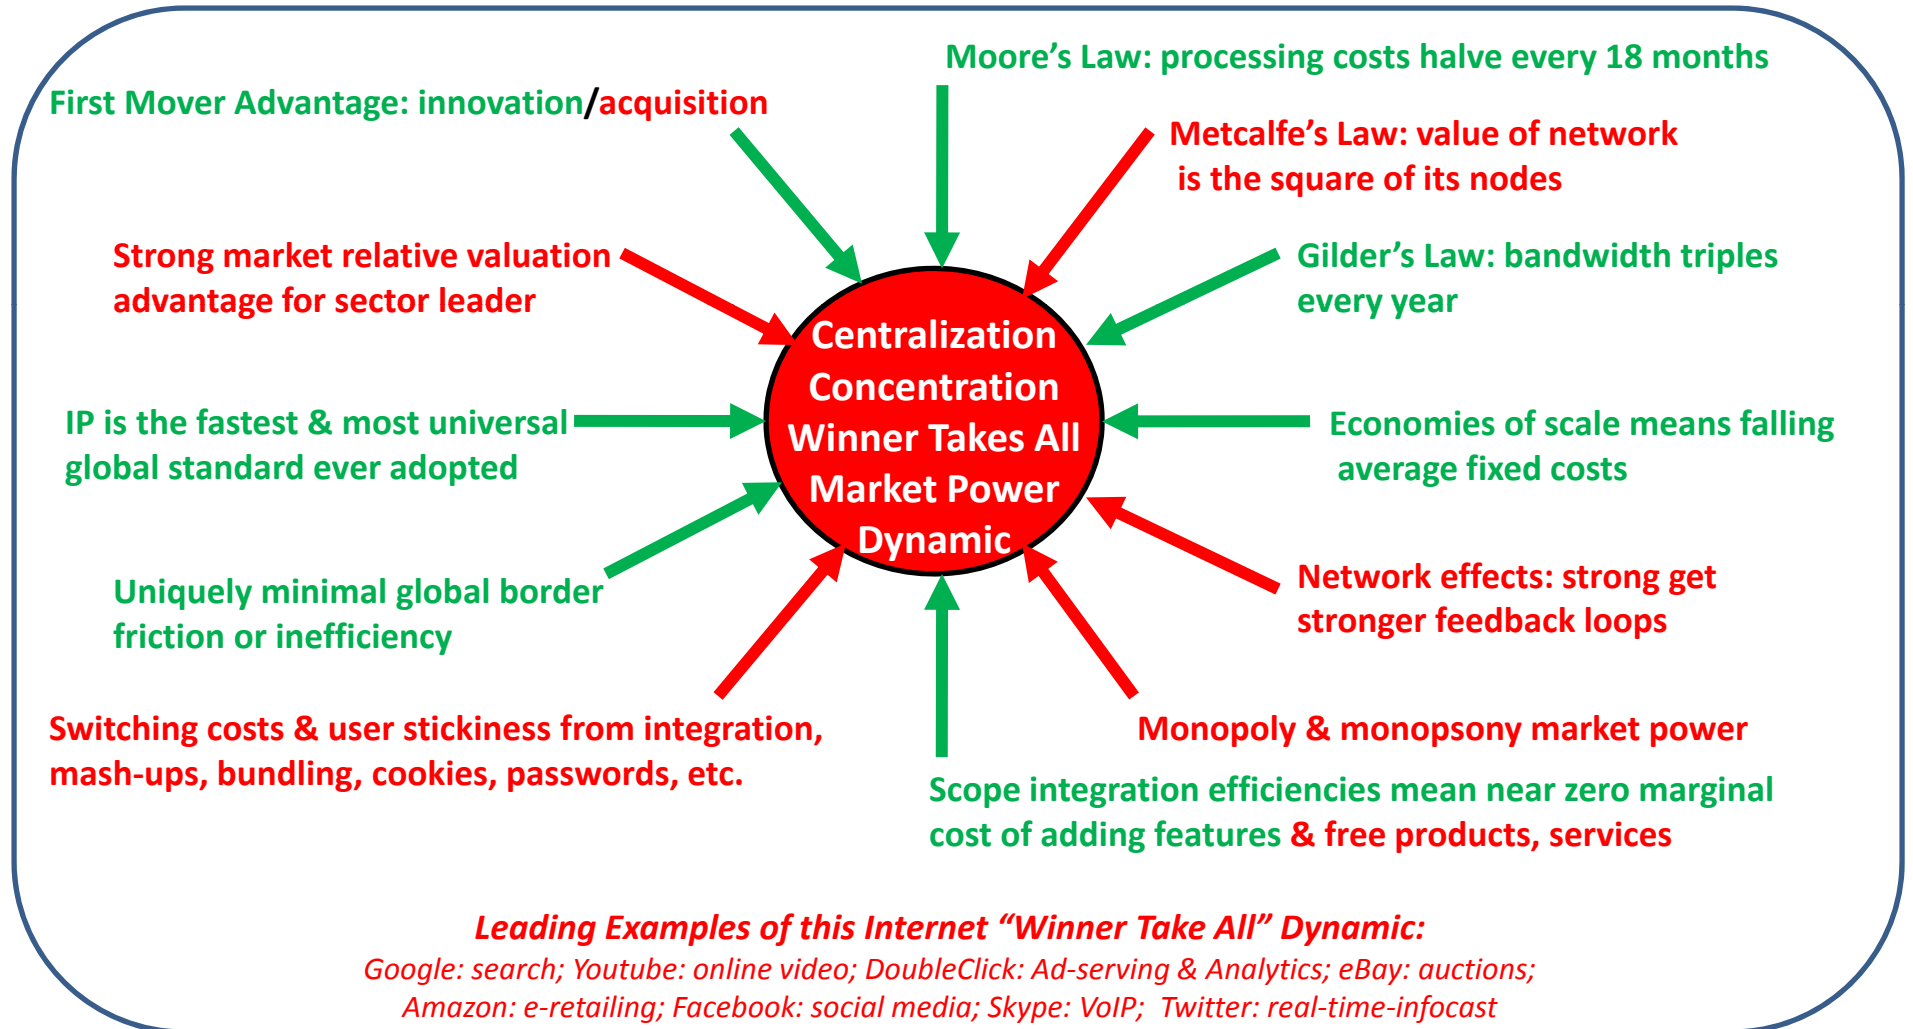 Moore’s Law: processing costs halve every 18 months
First Mover Advantage: innovation/acquisition
Metcalfe’s Law: value of network
is the square of its nodes
Strong market relative valuation
advantage for sector leader
Gilder’s Law: bandwidth triples
every year
Centralization
Concentration
Winner Takes All
Market Power
Dynamic
IP is the fastest & most universal
global standard ever adopted
Economies of scale means falling
average fixed costs
Uniquely minimal global border
friction or inefficiency
Network effects: strong get
stronger feedback loops
Switching costs & user stickiness from integration,
mash-ups, bundling, cookies, passwords, etc.
Monopoly & monopsony market power
Scope integration efficiencies mean near zero marginal
cost of adding features & free products, services
Leading Examples of this Internet “Winner Take All” Dynamic:
Google: search; Youtube: online video; DoubleClick: Ad-serving & Analytics; eBay: auctions;
Amazon: e-retailing; Facebook: social media; Skype: VoIP; Twitter: real-time-infocast